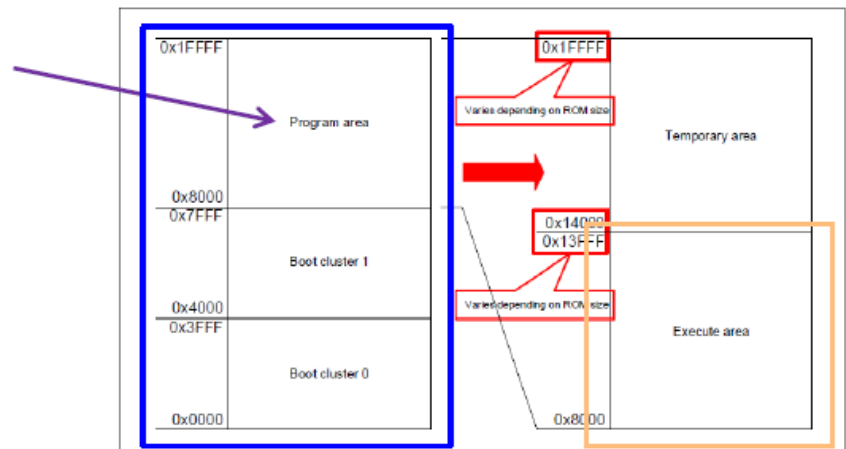 0x1FFFF
Program area
0x8000
0x7FFF
Boot cluster 1
0x4000
0x3FFF
Boot cluster 0
0x0000
0x1FFFF
Varies depending on ROM size
Temporary area
0x14000
0x13FFF
Varies depending on ROM size
Execute area
0x8000